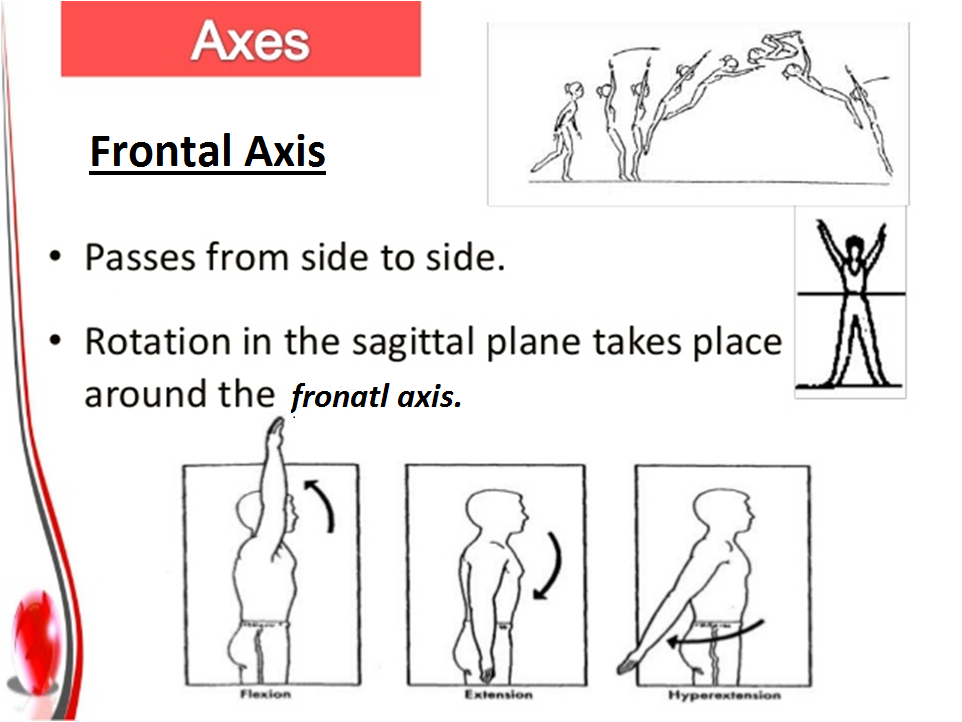 Axes
Frontal Axis
• Passes from side to side.
• Rotation in the sagittal plane takes place
around the fronatl axis.
Flexion
Extension
Hyperextension